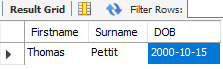 Result Grid Filter Rows:
Firstname Surname DOB
Thomas Pettit 2000-10-15